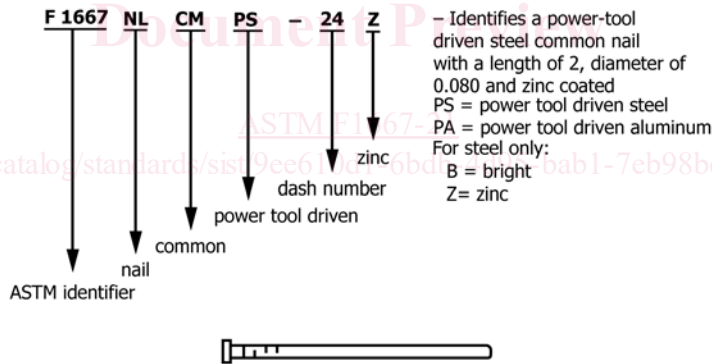 F 1667 NL CM PS – 24 Z
– Identifies a power-tool
driven steel common nail
with a length of 2, diameter of
0.080 and zinc coated
PS = power tool driven steel
PA = power tool driven aluminum
For steel only:
B = bright
Z= zinc
zinc
dash number
power tool driven
common
nail
ASTM identifier
Document Preview